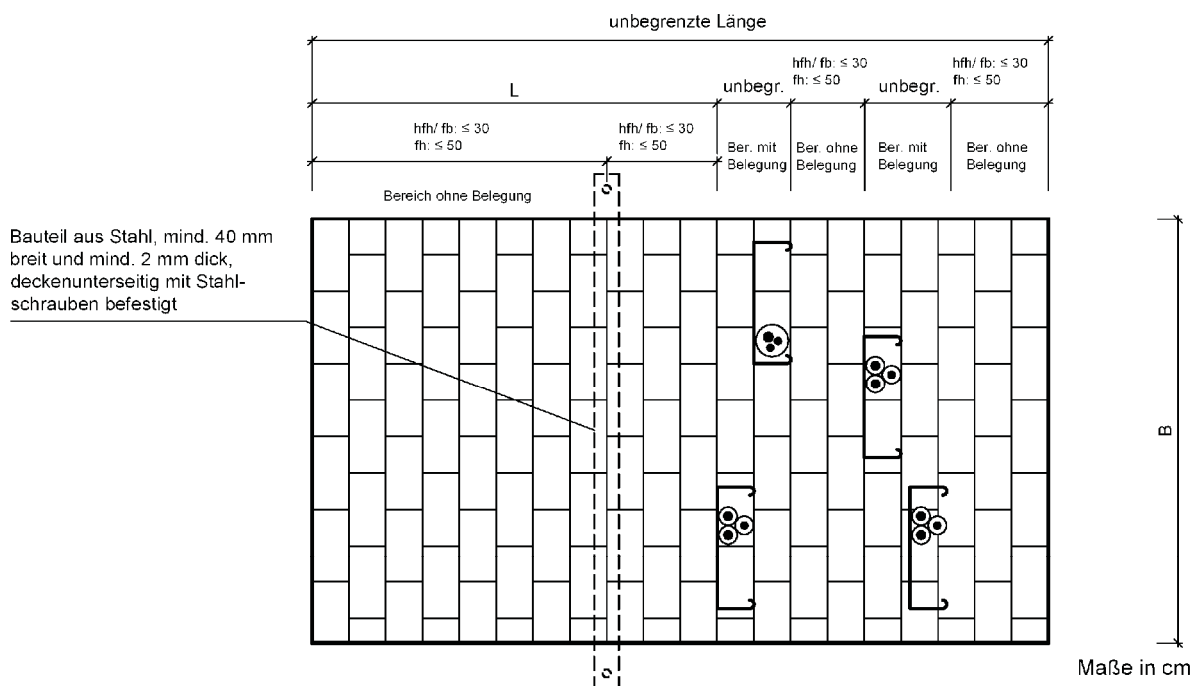 unbegrenzte Länge
hfh/ fb: ≤ 30
fh: ≤ 50
hfh/ fb: ≤ 30
fh: ≤ 50
L
unbegr.
unbegr.
hfh/ fb: ≤ 30
fh: ≤ 50
hfh/ fb: ≤ 30
fh: ≤ 50
Ber. mit
Belegung
Ber. ohne
Belegung
Ber. mit
Belegung
Ber. ohne
Belegung
Bereich ohne Belegung
Bauteil aus Stahl, mind. 40 mm
breit und mind. 2 mm dick,
deckenunterseitig mit Stahl-
schrauben befestigt
B
Maße in cm